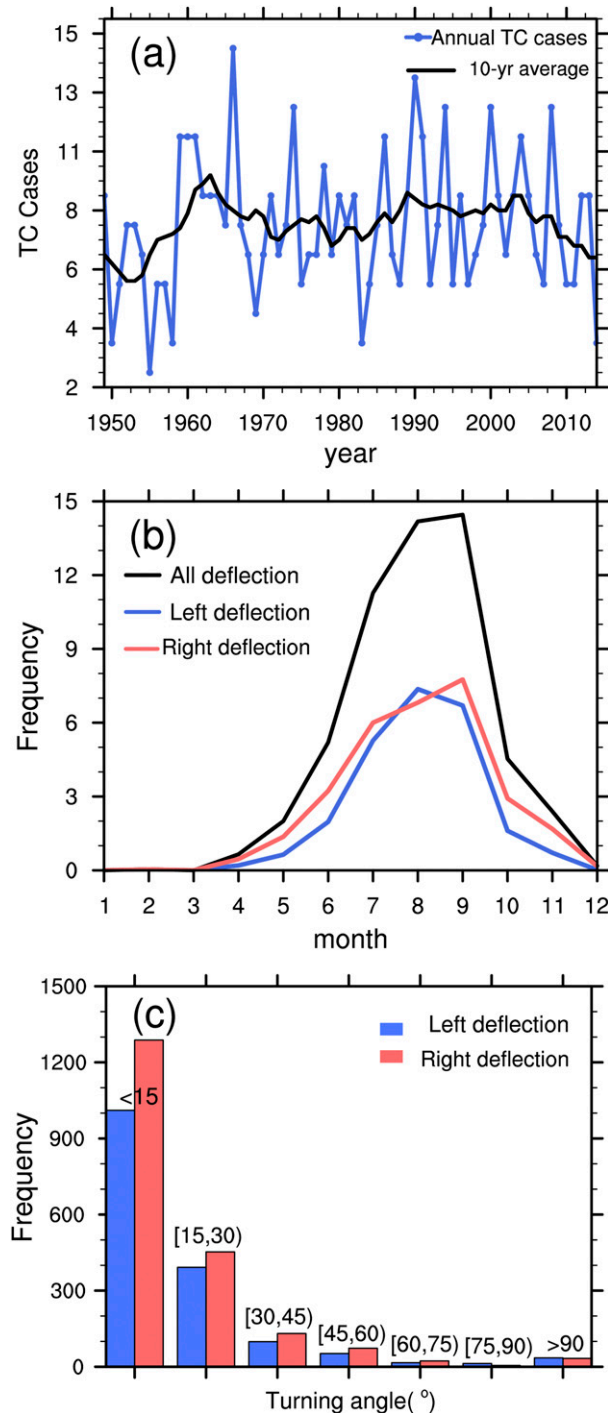 (a)
Annual TC cases
10-yr average
15
13
11
8
6
4
2
TC Cases
1950 1960 1970 1980 1990 2000 2010
year
(b)
All deflection
Left deflection
Right deflection
15
12
9
6
3
0
Frequency
1 2 3 4 5 6 7 8 9 10 11 12
month
(c)
Left deflection
Right deflection
1500
1200
900
600
300
0
Frequency
<15
[15,30)
[30,45)
[45,60)
[60,75)
[75,90)
>90
Turning angle( °)